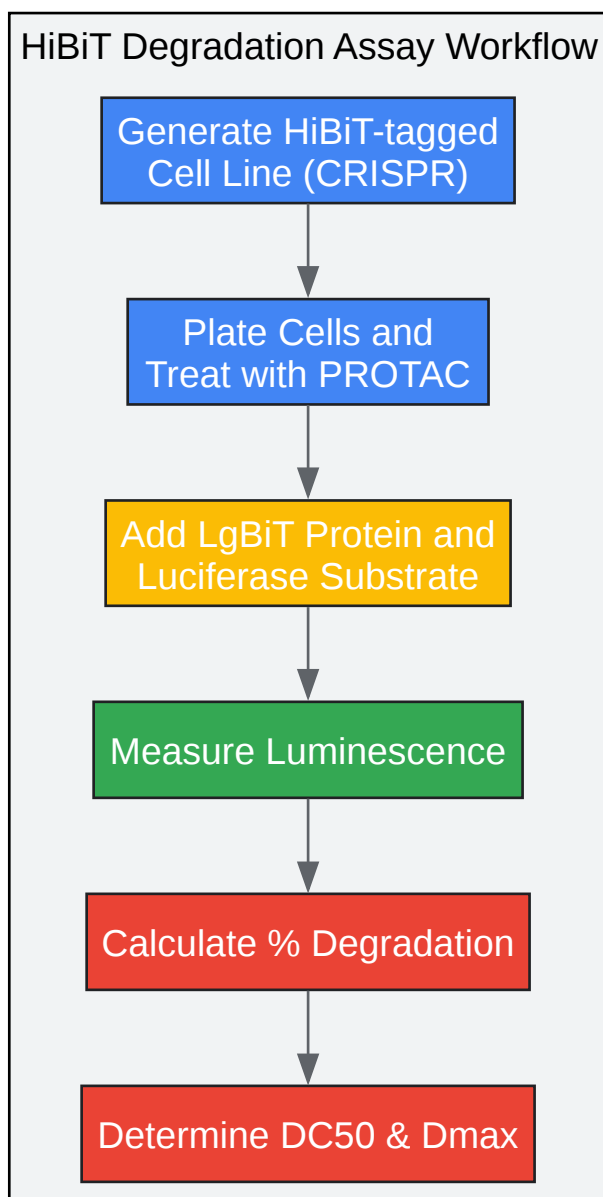 HiBiT Degradation Assay Workflow
Generate HiBiT-tagged
Cell Line (CRISPR)
Plate Cells and
Treat with PROTAC
Add LgBiT Protein and
Luciferase Substrate
Measure Luminescence
Calculate % Degradation
Determine DC50 & Dmax